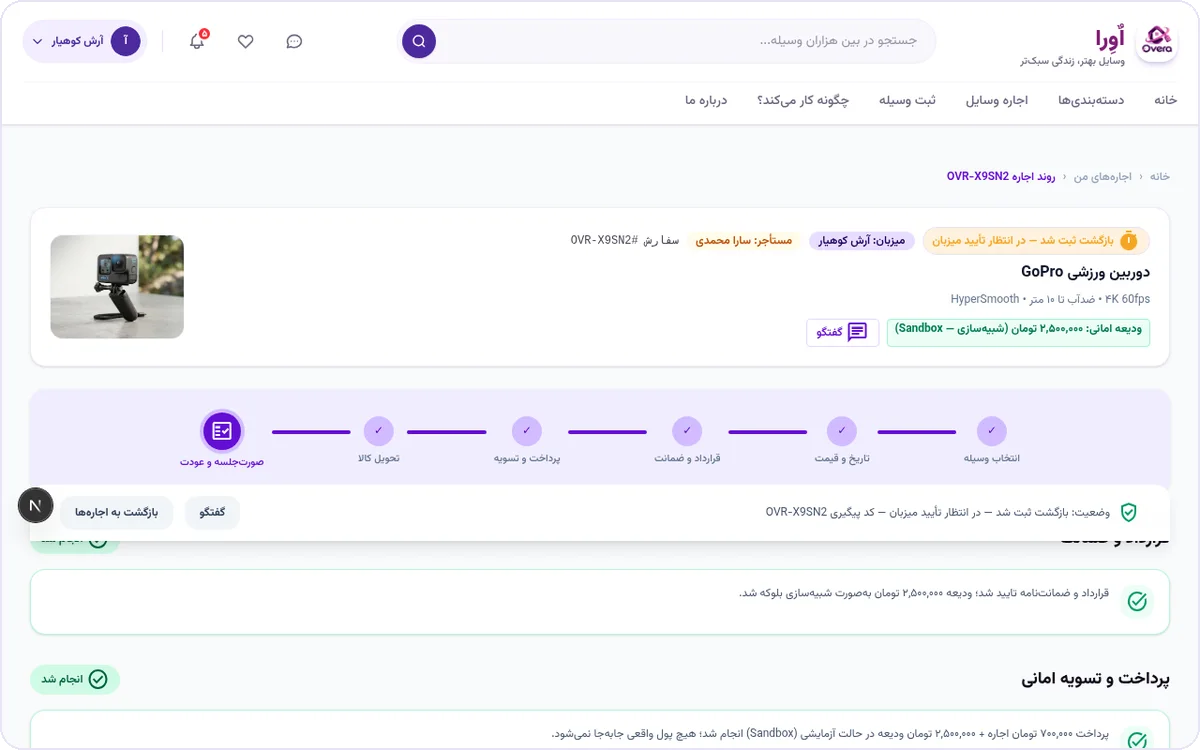 اُورا
Overa
وسایل بهتر، زندگی سبک‌تر
جستجو در بین هزاران وسیله...
۵
آ
آرش کوهیار
خانه
دسته‌بندی‌ها
اجاره وسایل
ثبت وسیله
چگونه کار می‌کند؟
درباره ما
خانه › اجاره‌های من › روند اجاره OVR-X9SN2
بازگشت ثبت شد — در انتظار تأیید میزبان
میزبان: آرش کوهیار
مستأجر: سارا محمدی
سفارش #OVR-X9SN2
دوربین ورزشی GoPro
۴K 60fps • ضدآب تا ۱۰ متر • HyperSmooth
ودیعه امانی: ۲,۵۰۰,۰۰۰ تومان (شبیه‌سازی — Sandbox)
گفتگو
✓ انتخاب وسیله
✓ تاریخ و قیمت
✓ قرارداد و ضمانت
✓ پرداخت و تسویه
✓ تحویل کالا
صورت‌جلسه و عودت
وضعیت: بازگشت ثبت شد — در انتظار تأیید میزبان — کد پیگیری OVR-X9SN2
گفتگو
بازگشت به اجاره‌ها
N
قرارداد و ضمانت‌نامه تایید شد؛ ودیعه ۲,۵۰۰,۰۰۰ تومان به‌صورت شبیه‌سازی بلوکه شد.
پرداخت و تسویه امانی
انجام شد
پرداخت ۷۰۰,۰۰۰ تومان اجاره + ۲,۵۰۰,۰۰۰ تومان ودیعه در حالت آزمایشی (Sandbox) انجام شد؛ هیچ پول واقعی جابه‌جا نمی‌شود.